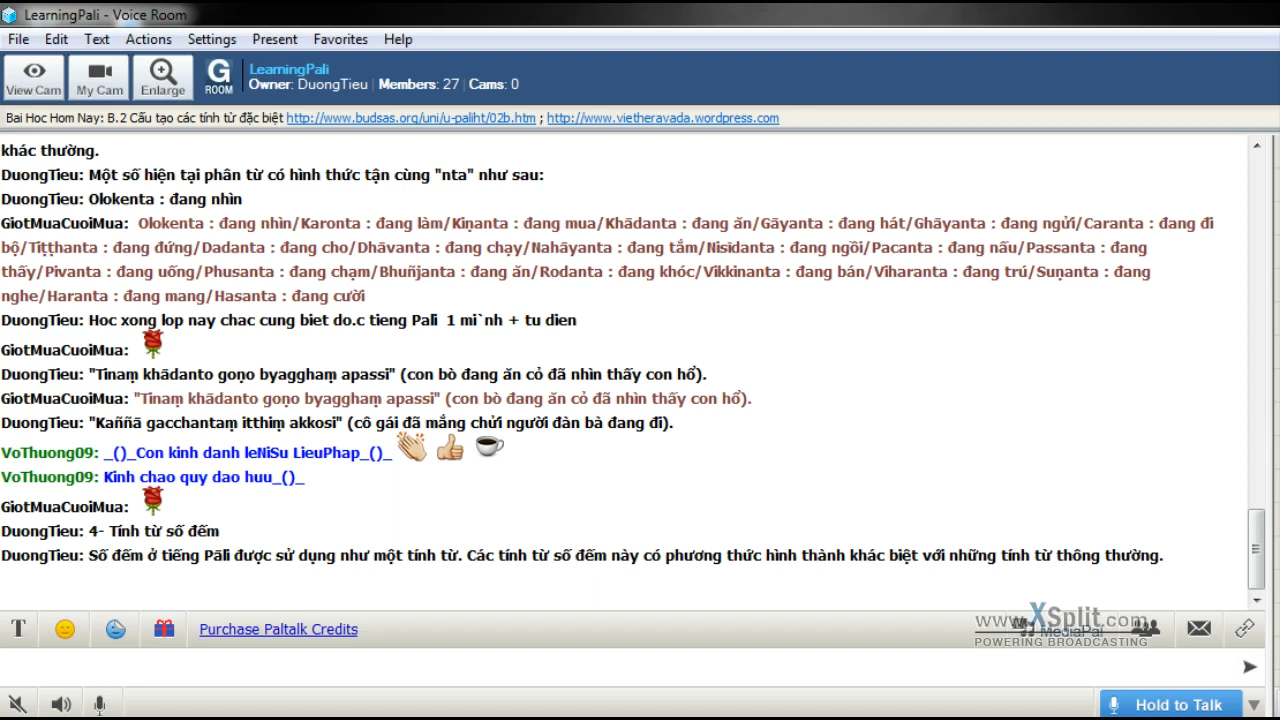 LearningPali - Voice Room
File Edit Text Actions Settings Present Favorites Help
View Cam My Cam Enlarge G ROOM
LearningPali
Owner: DuongTieu | Members: 27 | Cams: 0
Bai Hoc Hom Nay: B.2 Cấu tạo các tính từ đặc biệt http://www.budsas.org/uni/u-paliht/02b.htm ; http://www.vietheravada.wordpress.com
khác thường.
DuongTieu: Một số hiện tại phân từ có hình thức tận cùng "nta" như sau:
DuongTieu: Olokenta : đang nhìn
GiotMuaCuoiMua: Olokenta : đang nhìn/Karonta : đang làm/Kiṇanta : đang mua/Khādanta : đang ăn/Gāyanta : đang hát/Ghāyanta : đang ngửi/Caranta : đang đi
bộ/Tiṭṭhanta : đang đứng/Dadanta : đang cho/Dhāvanta : đang chạy/Nahāyanta : đang tắm/Nisīdanta : đang ngồi/Pacanta : đang nấu/Passanta : đang
thấy/Pivanta : đang uống/Phusanta : đang chạm/Bhuñjanta : đang ăn/Rodanta : đang khóc/Vikkinanta : đang bán/Viharanta : đang trú/Suṇanta : đang
nghe/Haranta : đang mang/Hasanta : đang cười
DuongTieu: Hoc xong lop nay chac cung biet do.c tieng Pali 1 mi`nh + tu dien
GiotMuaCuoiMua:
DuongTieu: "Tinaṃ khādanto goṇo byagghaṃ apassi" (con bò đang ăn cỏ đã nhìn thấy con hổ).
GiotMuaCuoiMua: "Tinaṃ khādanto goṇo byagghaṃ apassi" (con bò đang ăn cỏ đã nhìn thấy con hổ).
DuongTieu: "Kaññā gacchantaṃ itthiṃ akkosi" (cô gái đã mắng chửi người đàn bà đang đi).
VoThuong09: _()_Con kinh danh leNiSu LieuPhap_()_
VoThuong09: Kinh chao quy dao huu_()_
GiotMuaCuoiMua:
DuongTieu: 4- Tính từ số đếm
DuongTieu: Số đếm ở tiếng Pāli được sử dụng như một tính từ. Các tính từ số đếm này có phương thức hình thành khác biệt với những tính từ thông thường.
T Purchase Paltalk Credits
www.XSplit.com
MediaPal
POWERING BROADCASTING
Hold to Talk